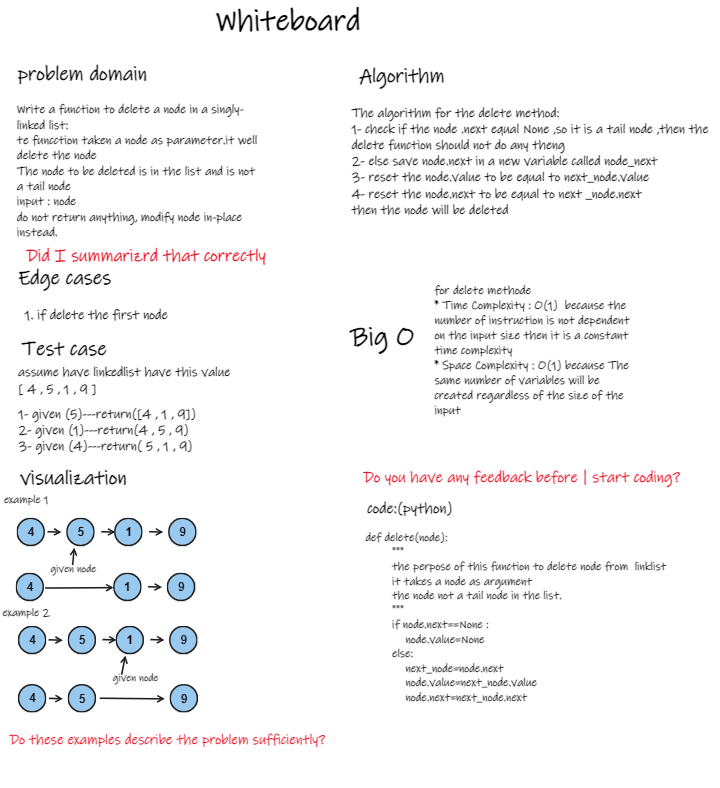 Whiteboard
problem domain
Write a function to delete a node in a singly-
linked list:
te funcction taken a node as parameter.it well
delete the node
The node to be deleted is in the list and is not
a tail node
input : node
do not return anything, modify node in-place
instead.
Did I summarizrd that correctly
Edge cases
1. if delete the first node
Test case
assume have linkedlist have this value
[ 4 , 5 , 1 , 9 ]
1- given (5)---return([4 , 1 , 9])
2- given (1)---return(4 , 5 , 9)
3- given (4)---return( 5 , 1 , 9)
visualization
example 1
4 5 1 9
given node
4 1 9
example 2
4 5 1 9
given node
4 5 9
Do these examples describe the problem sufficiently?
Algorithm
The algorithm for the delete method:
1- check if the node .next equal None ,so it is a tail node ,then the
delete function should not do any theng
2- else save node.next in a new variable called node_next
3- reset the node.value to be equal to next_node.value
4- reset the node.next to be equal to next _node.next
then the node will be deleted
Big O
for delete methode
* Time Complexity : O(1) because the
number of instruction is not dependent
on the input size then it is a constant
time complexity
* Space Complexity : O(1) because The
same number of variables will be
created regardless of the size of the
input
Do you have any feedback before I start coding?
code:(python)
def delete(node):
"""
the perpose of this function to delete node from linklist
it takes a node as argument
the node not a tail node in the list.
"""
if node.next==None :
node.value=None
else:
next_node=node.next
node.value=next_node.value
node.next=next_node.next